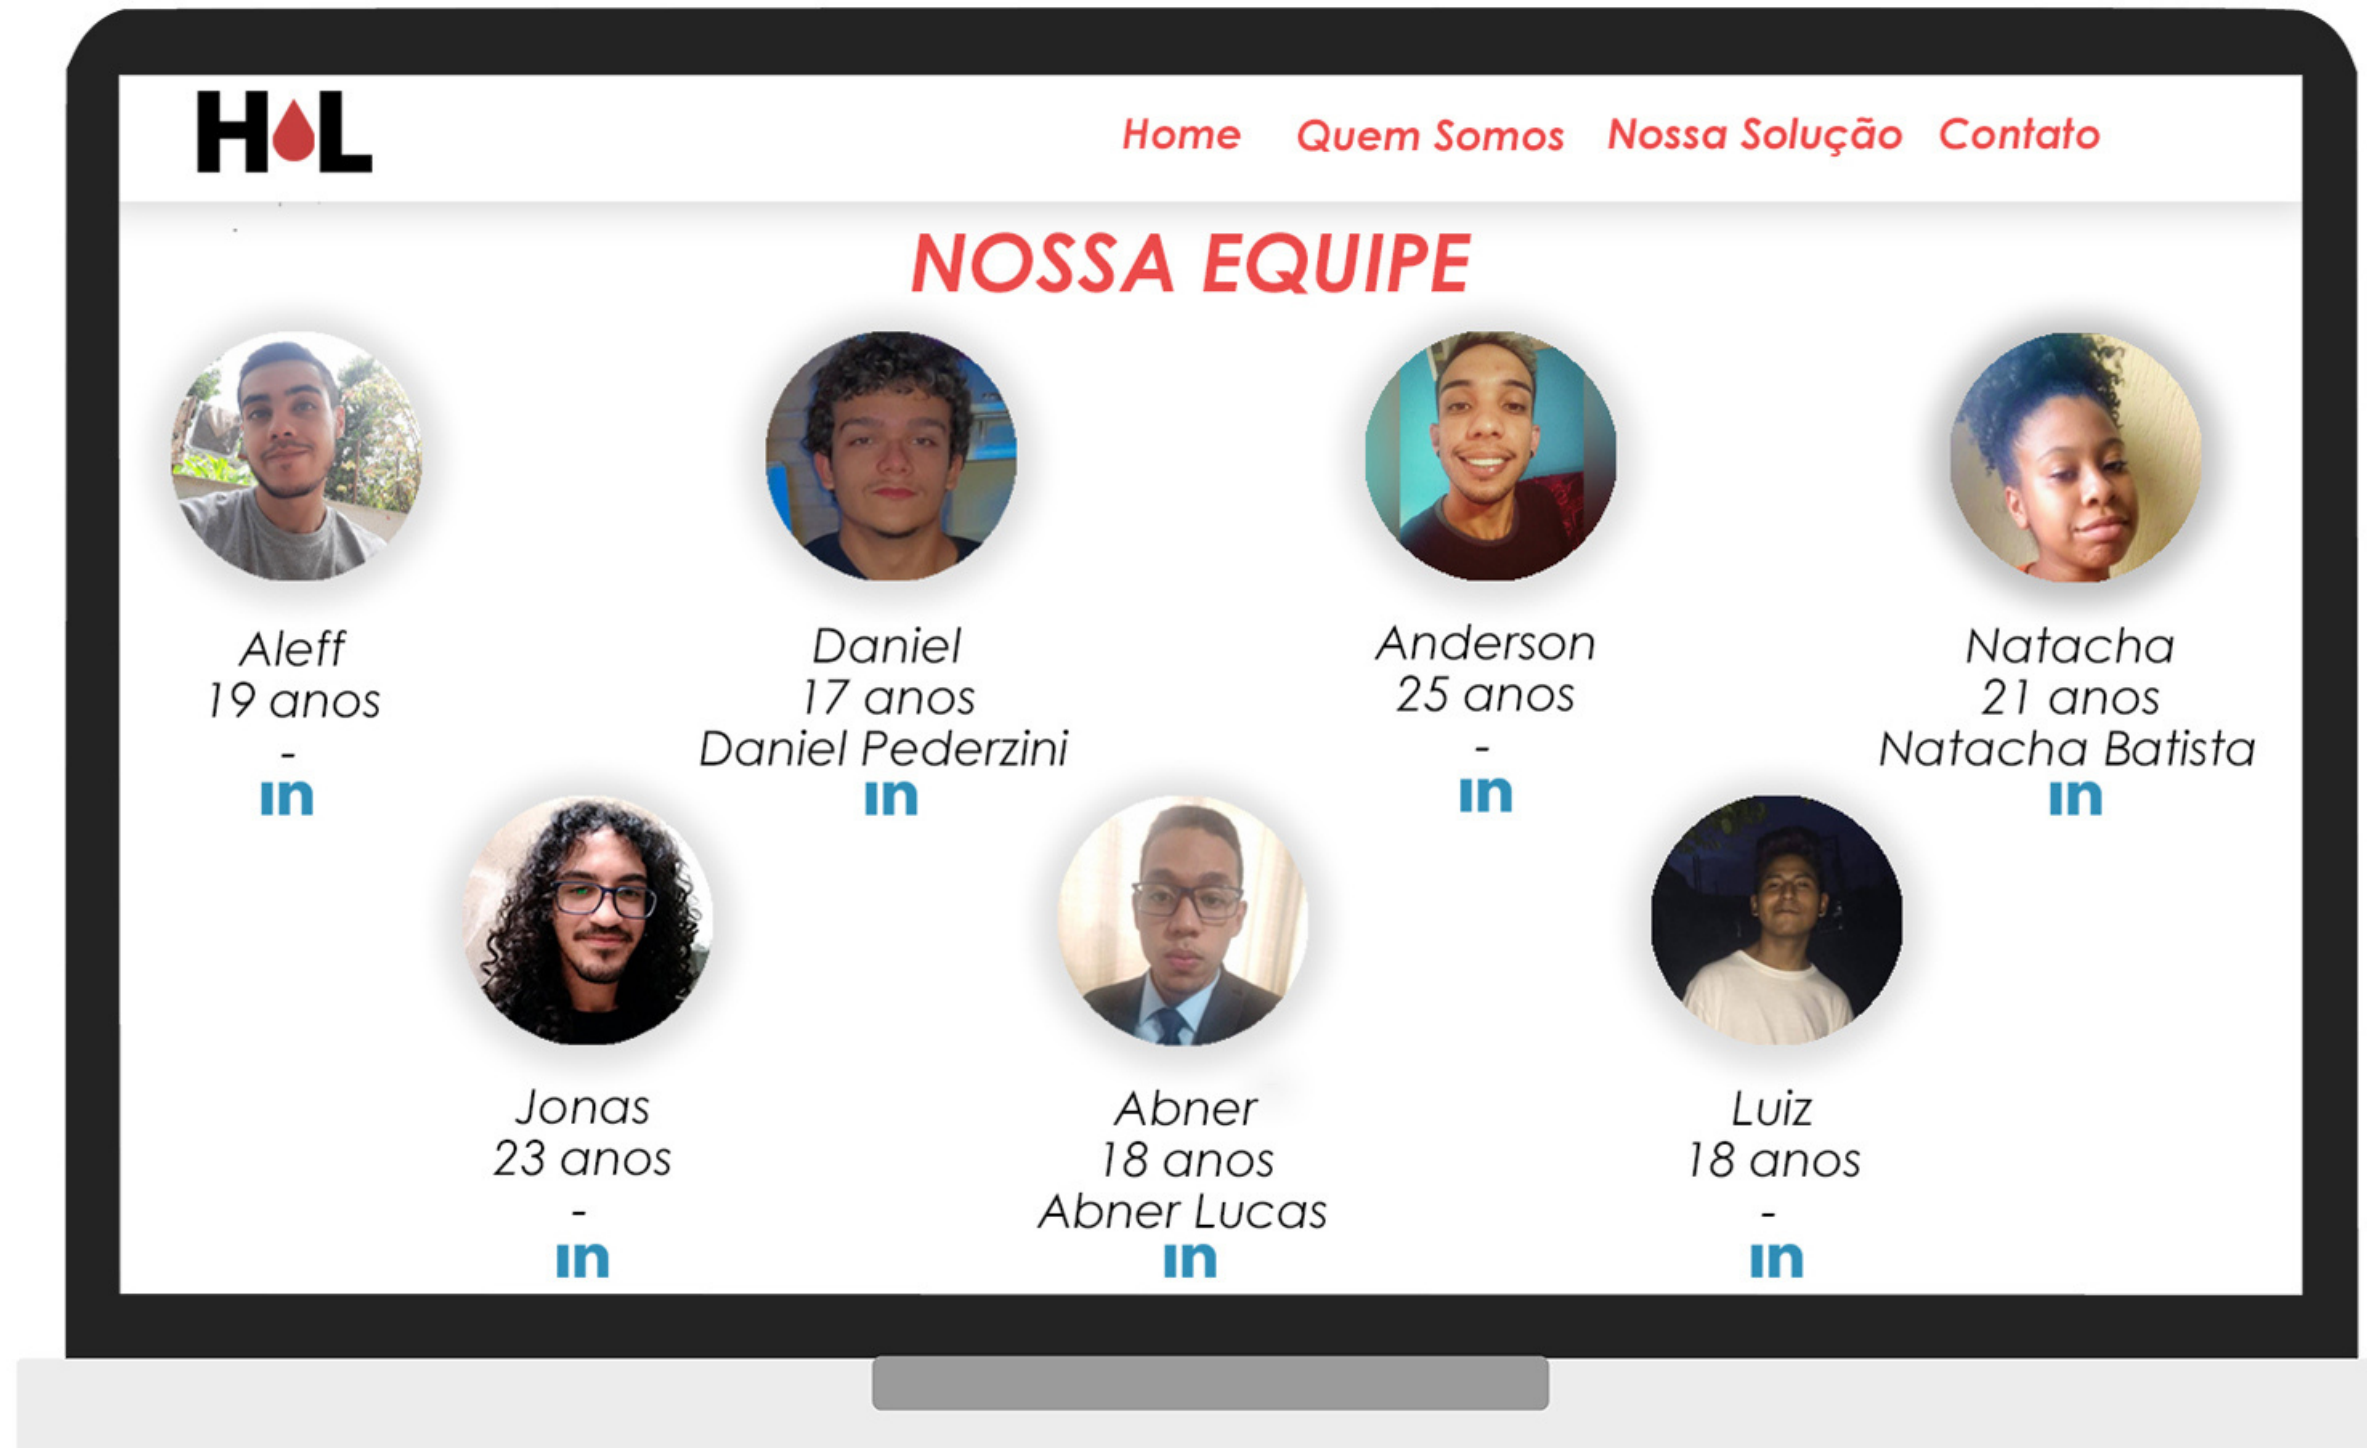 HOL
Home Quem Somos Nossa Solução Contato
NOSSA EQUIPE
Aleff
19 anos
-
in
Daniel
17 anos
Daniel Pederzini
in
Anderson
25 anos
-
in
Natacha
21 anos
Natacha Batista
in
Jonas
23 anos
-
in
Abner
18 anos
Abner Lucas
in
Luiz
18 anos
-
in